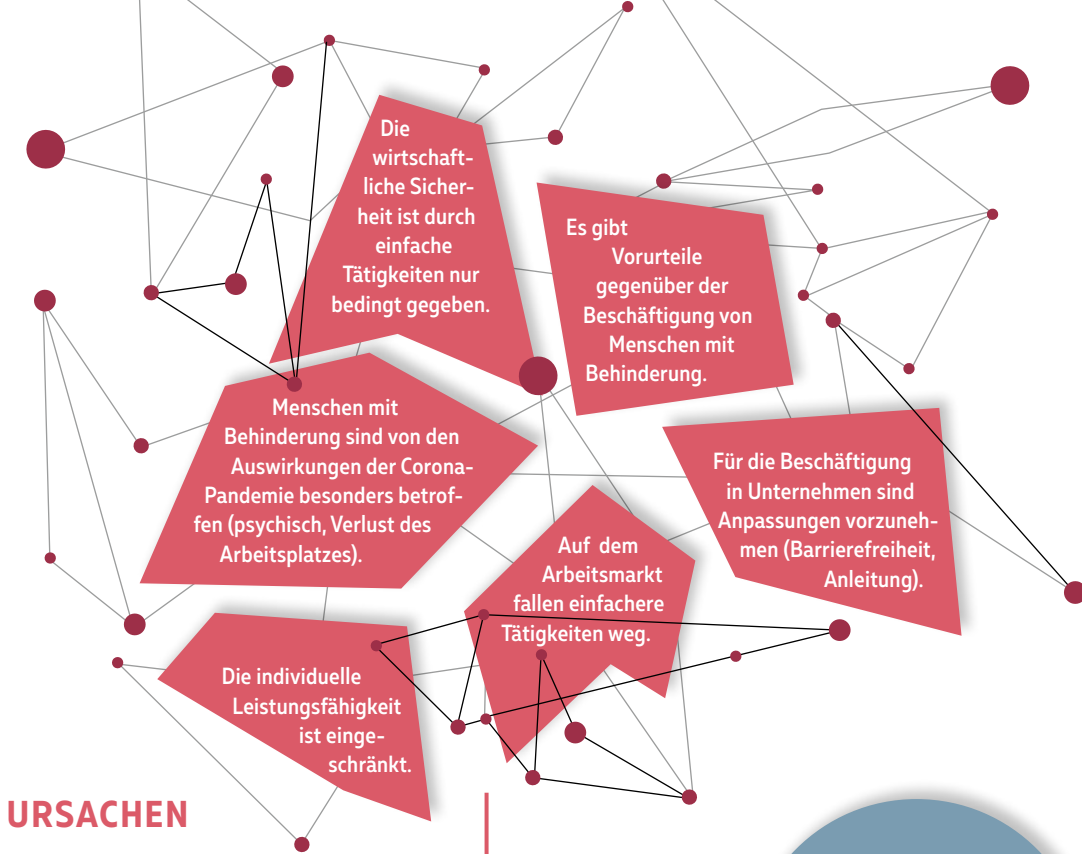 Die
wirtschaft-
liche Sicher-
heit ist durch
einfache
Tätigkeiten nur
bedingt gegeben.
Es gibt
Vorurteile
gegenüber der
Beschäftigung von
Menschen mit
Behinderung.
Menschen mit
Behinderung sind von den
Auswirkungen der Corona-
Pandemie besonders betrof-
fen (psychisch, Verlust des
Arbeitsplatzes).
Für die Beschäftigung
in Unternehmen sind
Anpassungen vorzuneh-
men (Barrierefreiheit,
Anleitung).
Auf dem
Arbeitsmarkt
fallen einfachere
Tätigkeiten weg.
Die individuelle
Leistungsfähigkeit
ist einge-
schränkt.
URSACHEN